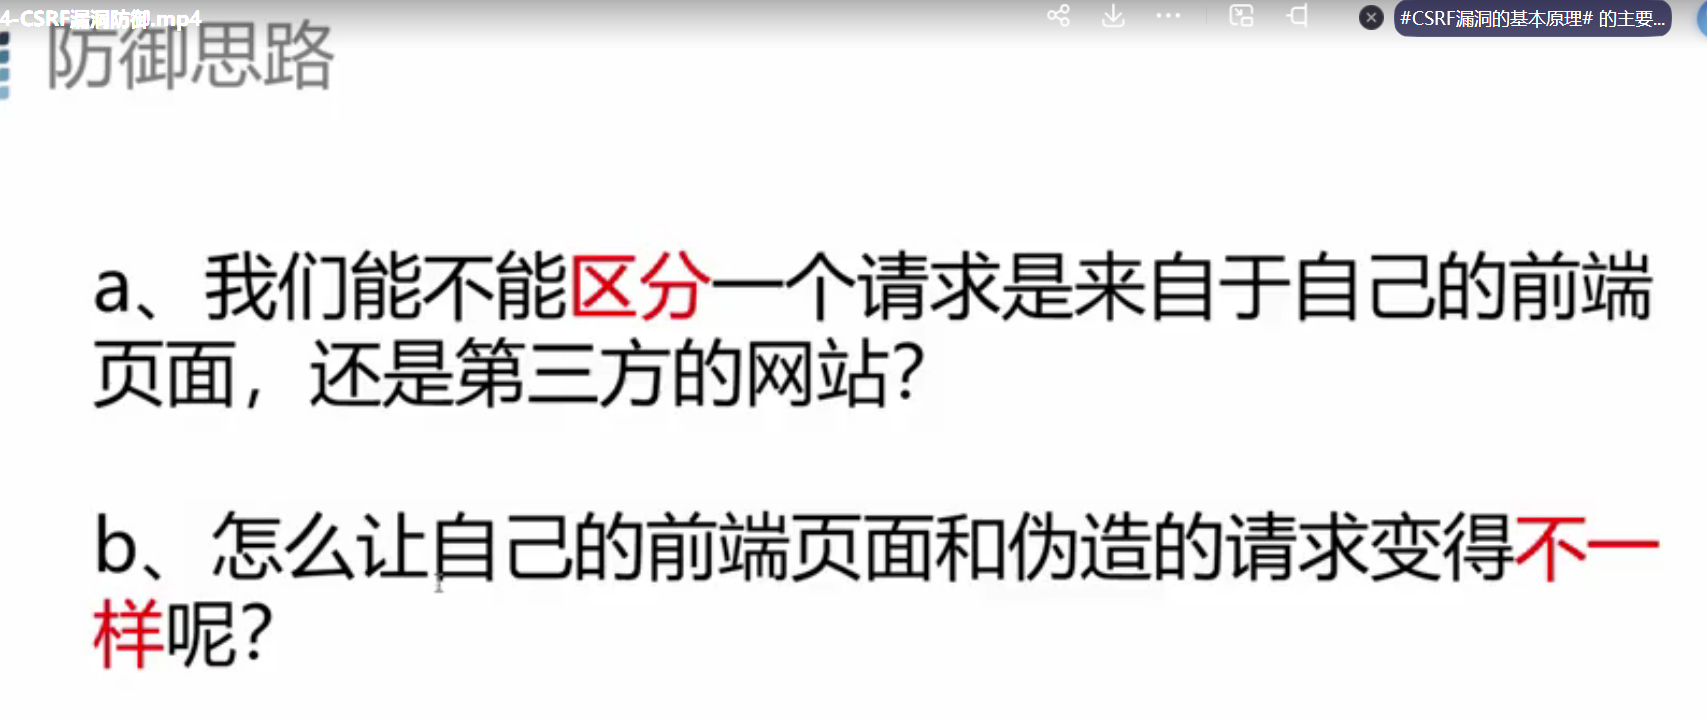 4-CSRF漏洞防御.mp4
#CSRF漏洞的基本原理# 的主要...
防御思路
a、我们能不能区分一个请求是来自于自己的前端
页面，还是第三方的网站？
b、怎么让自己的前端页面和伪造的请求变得不一
样呢？